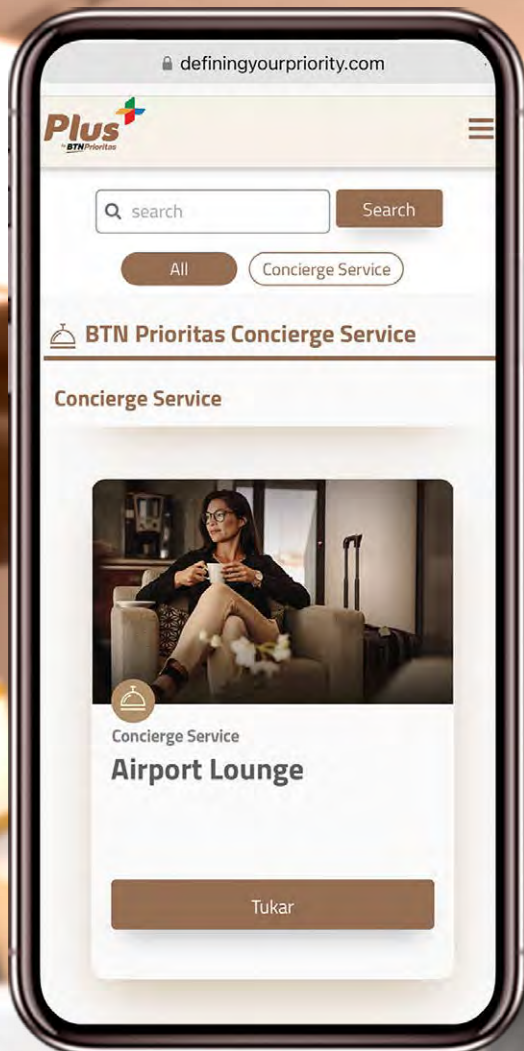 definingyourpriority.com
Plus
by BTN Prioritas
search
Search
All
Concierge Service
BTN Prioritas Concierge Service
Concierge Service
Concierge Service
Airport Lounge
Tukar